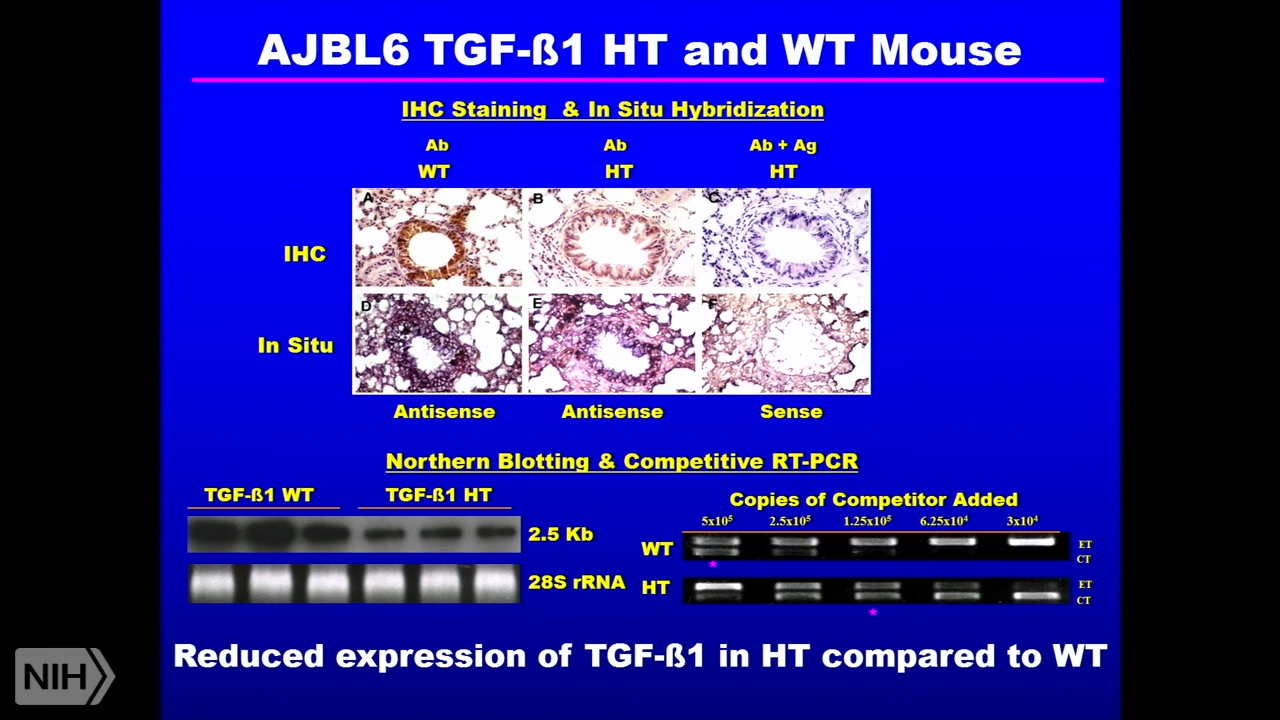 AJBL6 TGF-ß1 HT and WT Mouse
IHC Staining & In Situ Hybridization
Ab Ab Ab + Ag
WT HT HT
A B C
IHC
D E F
In Situ
Antisense Antisense Sense
Northern Blotting & Competitive RT-PCR
TGF-ß1 WT TGF-ß1 HT
2.5 Kb
28S rRNA
Copies of Competitor Added
5x10⁵ 2.5x10⁵ 1.25x10⁵ 6.25x10⁴ 3x10⁴
WT ET
CT
*
HT ET
CT
*
Reduced expression of TGF-ß1 in HT compared to WT
NIH